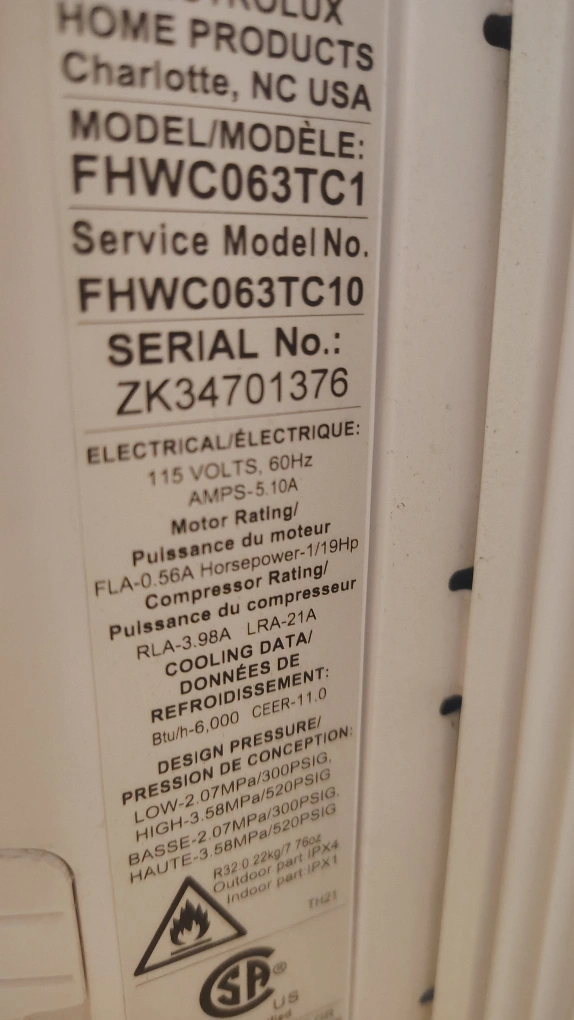 ELECTROLUX
HOME PRODUCTS
Charlotte, NC USA
MODEL/MODÈLE:
FHWC063TC1
Service Model No.
FHWC063TC10
SERIAL No.:
ZK34701376
ELECTRICAL/ÉLECTRIQUE:
115 VOLTS, 60Hz
AMPS-5.10A
Motor Rating/
Puissance du moteur
FLA-0.56A Horsepower-1/19Hp
Compressor Rating/
Puissance du compresseur
RLA-3.98A LRA-21A
COOLING DATA/
DONNÉES DE
REFROIDISSEMENT:
Btu/h-6,000 CEER-11.0
DESIGN PRESSURE/
PRESSION DE CONCEPTION:
LOW-2.07MPa/300PSIG,
HIGH-3.58MPa/520PSIG
BASSE-2.07MPa/300PSIG,
HAUTE-3.58MPa/520PSIG
R32:0.22kg/7.76oz
Outdoor part:IPX4
Indoor part:IPX1
TH21
SA®
US